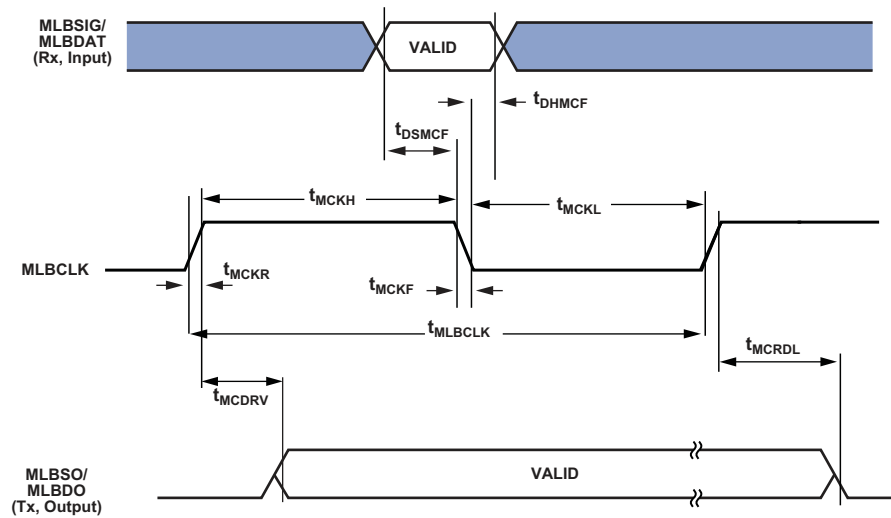 MLBSIG/
MLBDAT
(Rx, Input)
VALID
tDHMCF
tDSMCF
tMCKH
tMCKL
MLBCLK
tMCKR
tMCKF
tMLBCLK
tMCRDL
tMCDRV
MLBSO/
MLBDO
(Tx, Output)
VALID